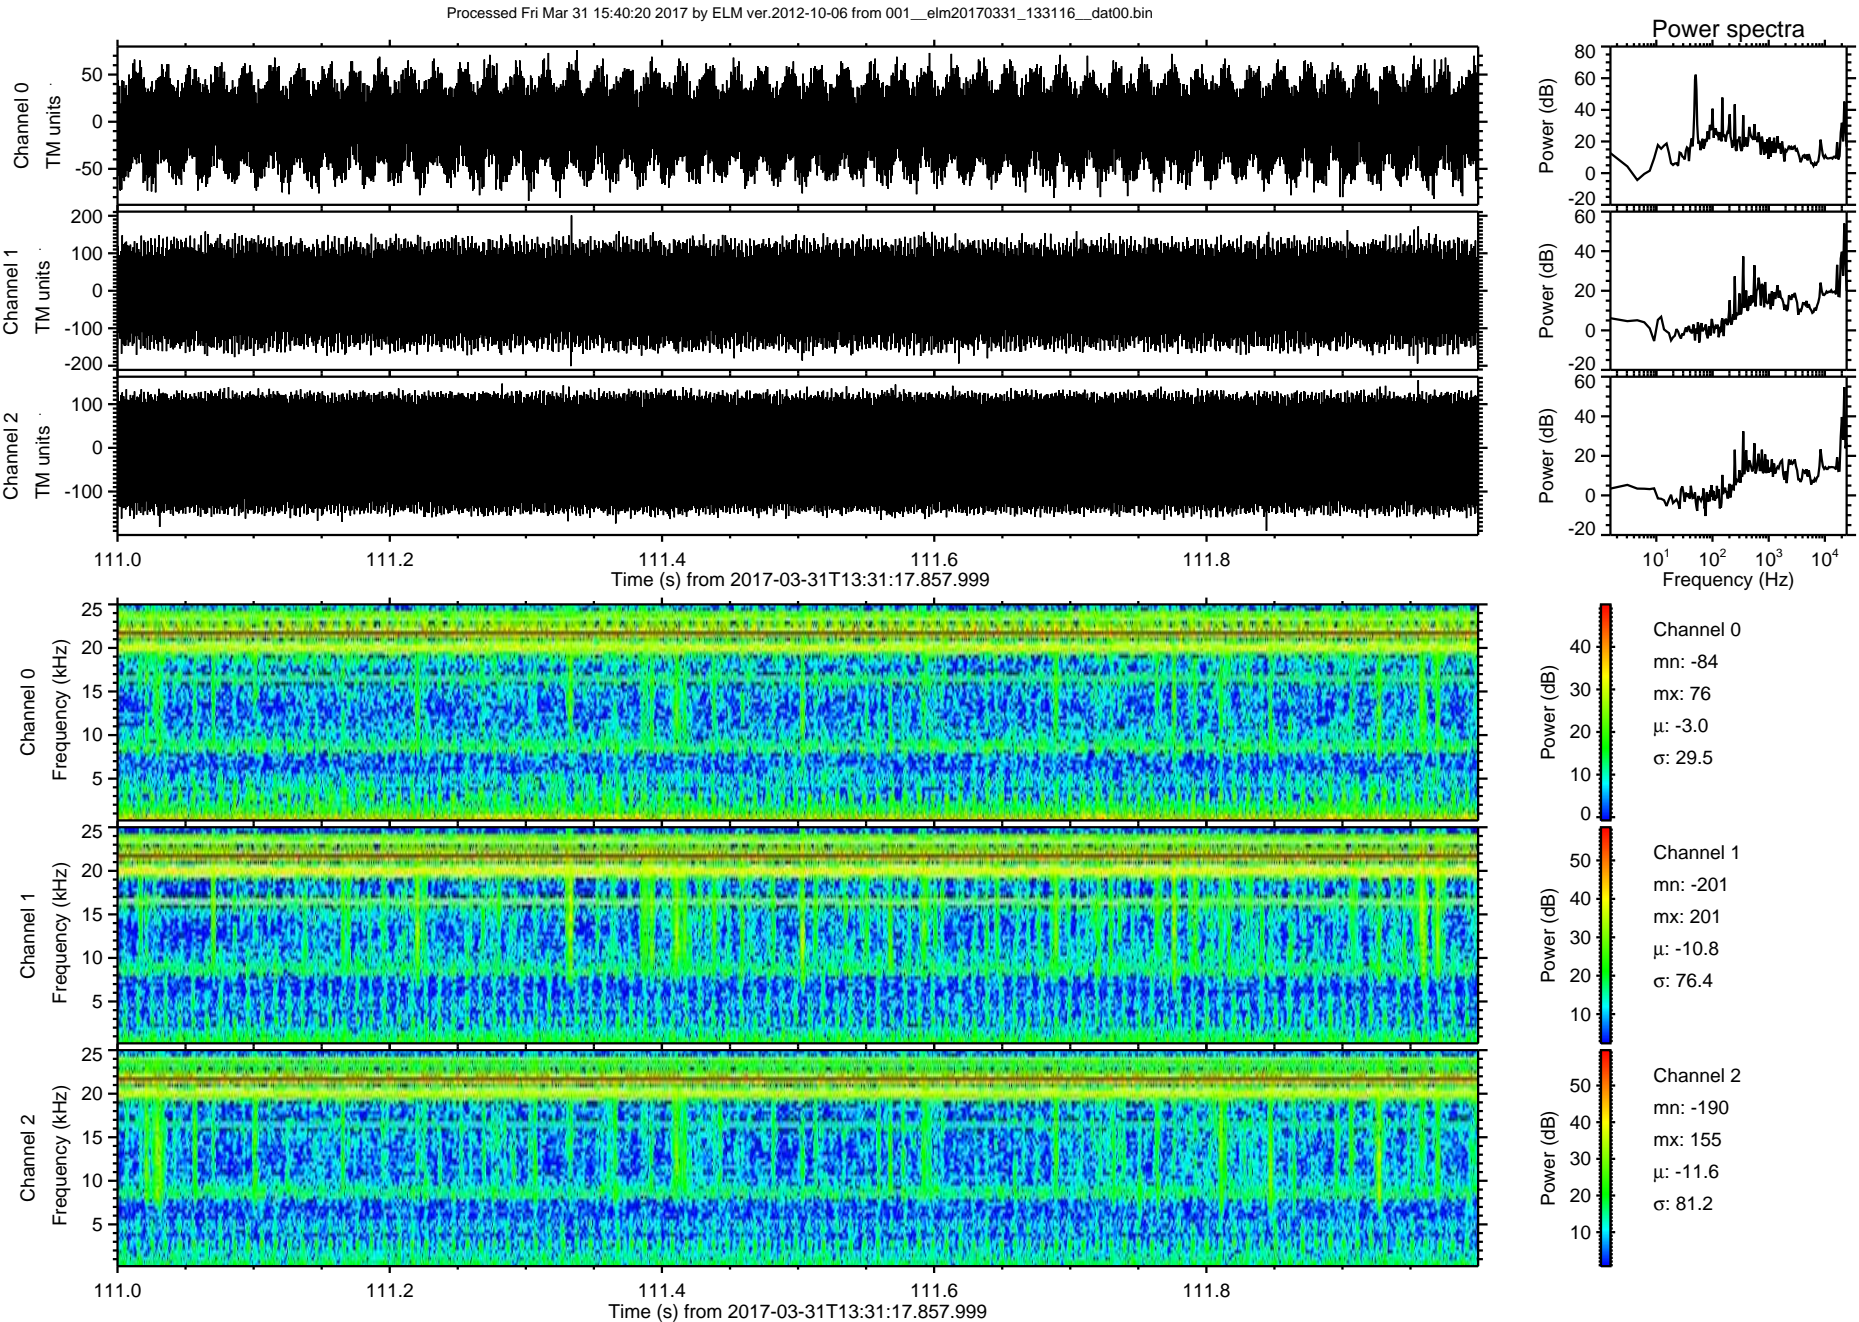 Processed Fri Mar 31 15:40:20 2017 by ELM ver.2012-10-06 from 001__elm20170331_133116__dat00.bin
Power spectra
Channel 0
TM units
50
0
-50
Power (dB)
80
60
40
20
0
-20
Channel 1
TM units
200
100
0
-100
-200
Power (dB)
60
40
20
0
-20
Channel 2
TM units
100
0
-100
Power (dB)
60
40
20
0
-20
111.0 111.2 111.4 111.6 111.8
Time (s) from 2017-03-31T13:31:17.857.999
10^1 10^2 10^3 10^4
Frequency (Hz)
Channel 0
Frequency (kHz)
25
20
15
10
5
Power (dB)
40
30
20
10
0
Channel 0
mn: -84
mx: 76
μ: -3.0
σ: 29.5
Channel 1
Frequency (kHz)
25
20
15
10
5
Power (dB)
50
40
30
20
10
Channel 1
mn: -201
mx: 201
μ: -10.8
σ: 76.4
Channel 2
Frequency (kHz)
25
20
15
10
5
Power (dB)
50
40
30
20
10
Channel 2
mn: -190
mx: 155
μ: -11.6
σ: 81.2
111.0 111.2 111.4 111.6 111.8
Time (s) from 2017-03-31T13:31:17.857.999